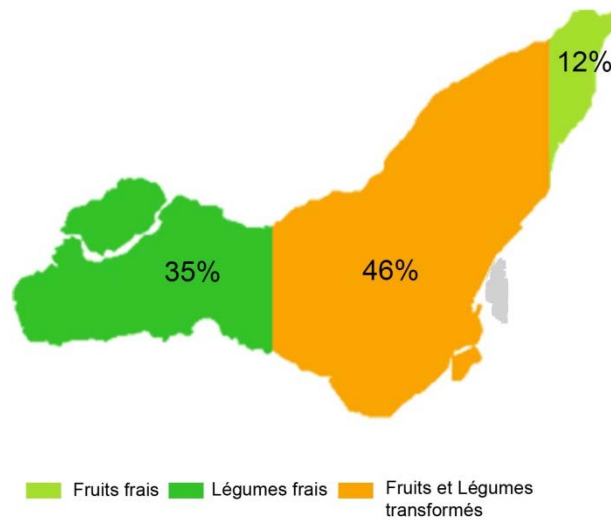 12%
35%
46%
Fruits frais
Légumes frais
Fruits et Légumes
transformés